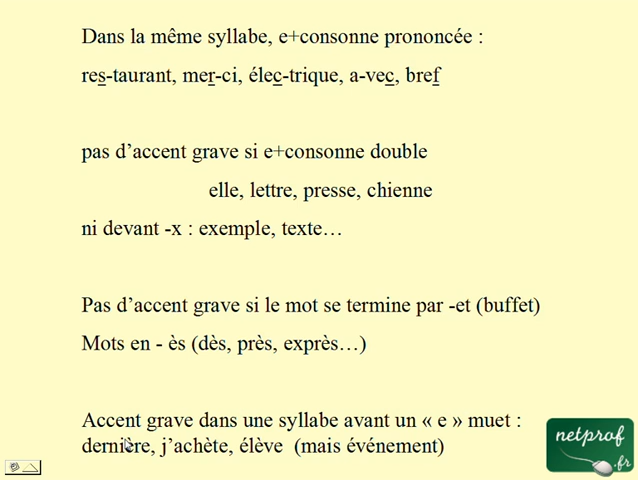 Dans la même syllabe, e+consonne prononcée :
res-taurant, mer-ci, élec-trique, a-vec, bref
pas d’accent grave si e+consonne double
elle, lettre, presse, chienne
ni devant -x : exemple, texte…
Pas d’accent grave si le mot se termine par -et (buffet)
Mots en - ès (dès, près, exprès…)
Accent grave dans une syllabe avant un « e » muet :
dernière, j’achète, élève (mais événement)
netprof
.fr